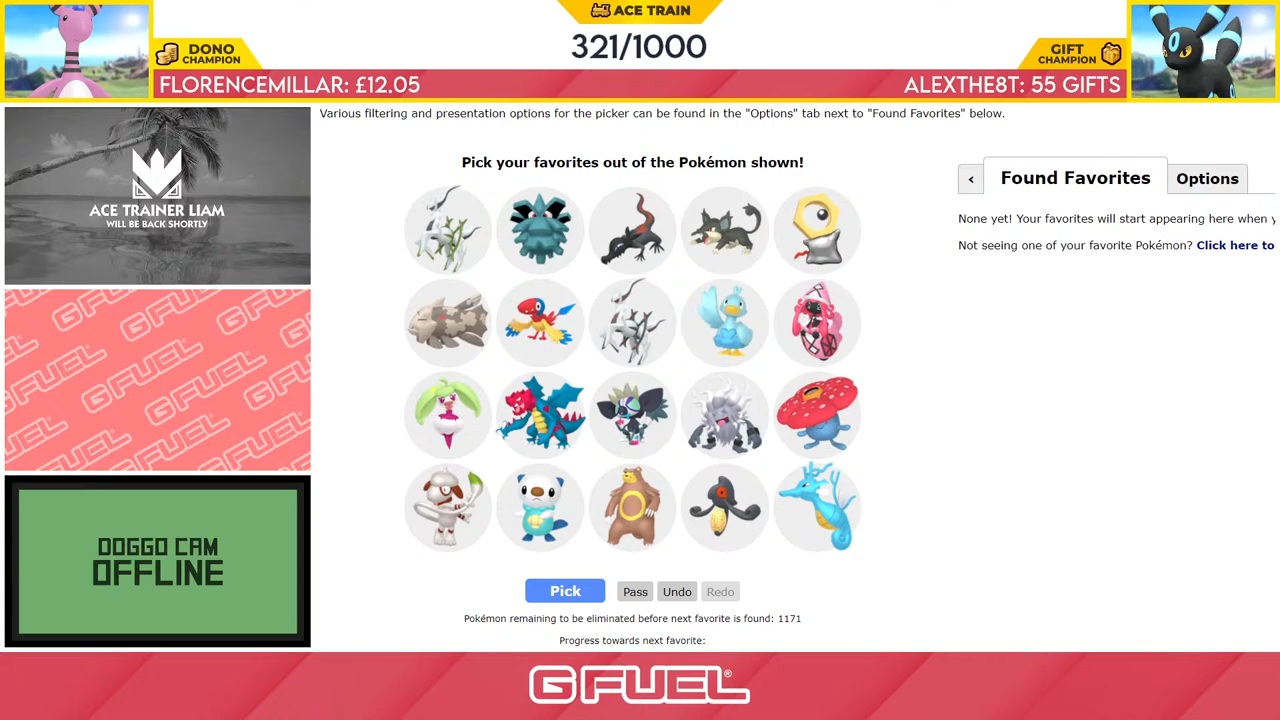 ACE TRAIN
321/1000
DONO
CHAMPION
FLORENCEMILLAR: £12.05
GIFT
CHAMPION
ALEXTHE8T: 55 GIFTS
ACE TRAINER LIAM
WILL BE BACK SHORTLY
Various filtering and presentation options for the picker can be found in the "Options" tab next to "Found Favorites" below.
Pick your favorites out of the Pokémon shown!
‹ Found Favorites Options
None yet! Your favorites will start appearing here when
Not seeing one of your favorite Pokémon? Click here to
G FUEL
DOGGO CAM
OFFLINE
Pick Pass Undo Redo
Pokémon remaining to be eliminated before next favorite is found: 1171
Progress towards next favorite:
G FUEL®